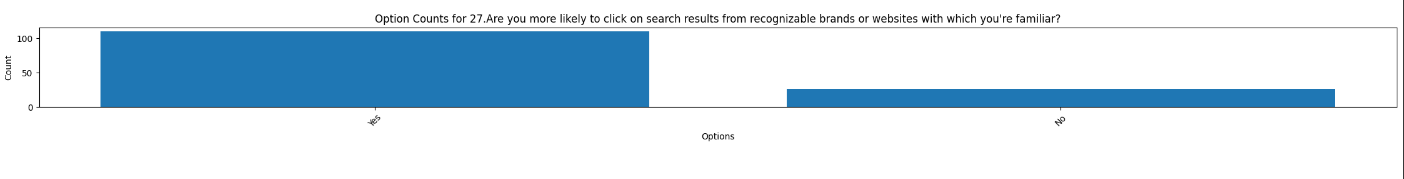 Option Counts for 27.Are you more likely to click on search results from recognizable brands or websites with which you're familiar?
100
50
0
Count
Yes
No
Options